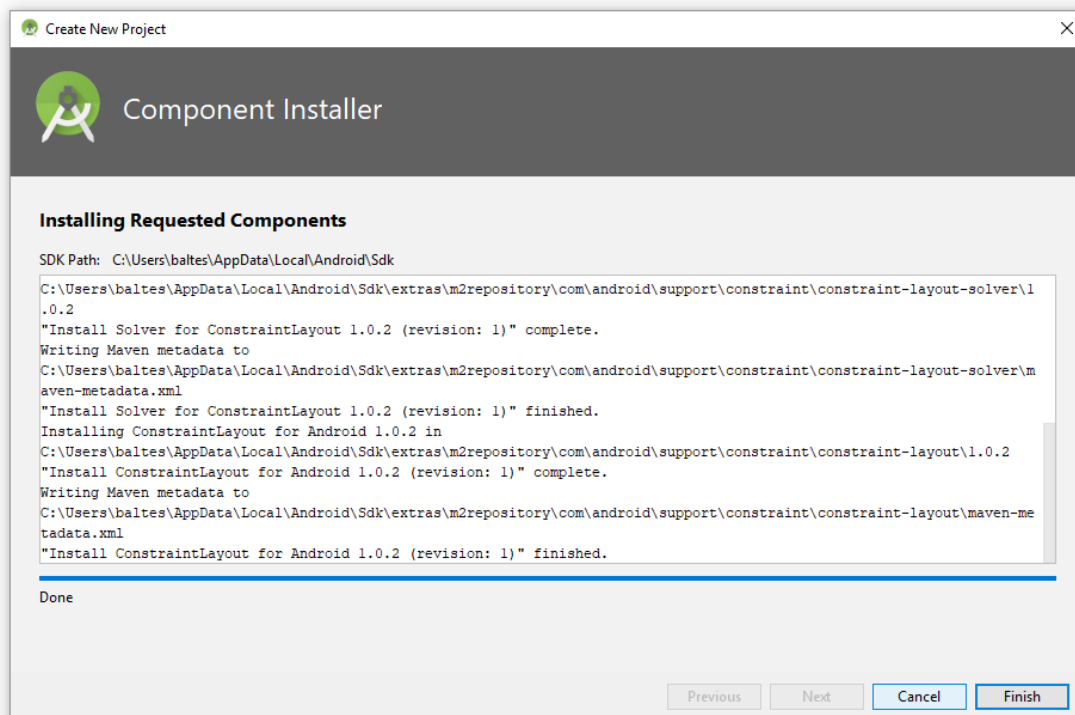 Create New Project
Component Installer
Installing Requested Components
SDK Path: C:\Users\baltes\AppData\Local\Android\Sdk
C:\Users\baltes\AppData\Local\Android\Sdk\extras\m2repository\com\android\support\constraint\constraint-layout-solver\1
.0.2
"Install Solver for ConstraintLayout 1.0.2 (revision: 1)" complete.
Writing Maven metadata to
C:\Users\baltes\AppData\Local\Android\Sdk\extras\m2repository\com\android\support\constraint\constraint-layout-solver\m
aven-metadata.xml
"Install Solver for ConstraintLayout 1.0.2 (revision: 1)" finished.
Installing ConstraintLayout for Android 1.0.2 in
C:\Users\baltes\AppData\Local\Android\Sdk\extras\m2repository\com\android\support\constraint\constraint-layout\1.0.2
"Install ConstraintLayout for Android 1.0.2 (revision: 1)" complete.
Writing Maven metadata to
C:\Users\baltes\AppData\Local\Android\Sdk\extras\m2repository\com\android\support\constraint\constraint-layout\maven-me
tadata.xml
"Install ConstraintLayout for Android 1.0.2 (revision: 1)" finished.
Done
Previous Next Cancel Finish